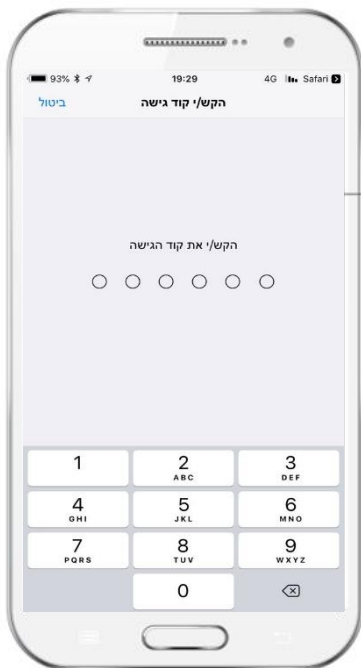 93% 19:29 4G Safari
ביטול הקש/י קוד גישה
הקש/י את קוד הגישה
1 2 3
ABC DEF
4 5 6
GHI JKL MNO
7 8 9
PQRS TUV WXYZ
0